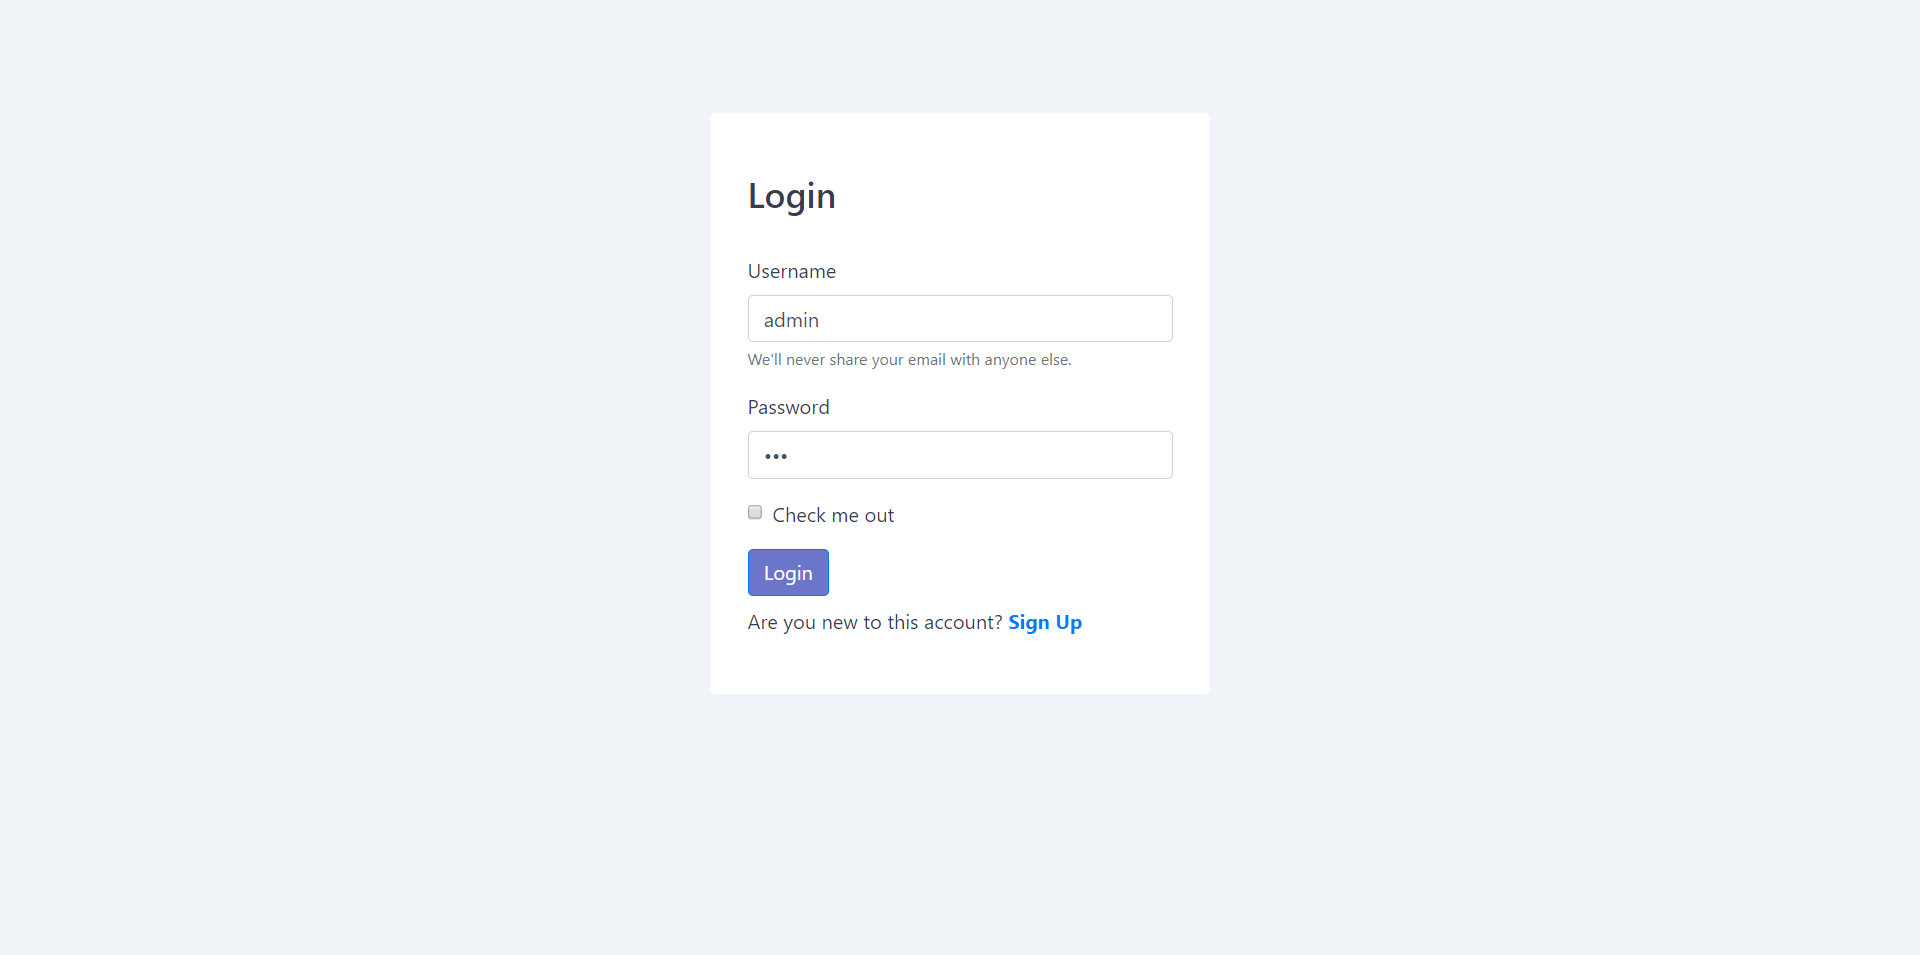 Login
Username
admin
We'll never share your email with anyone else.
Password
•••
Check me out
Login
Are you new to this account? Sign Up